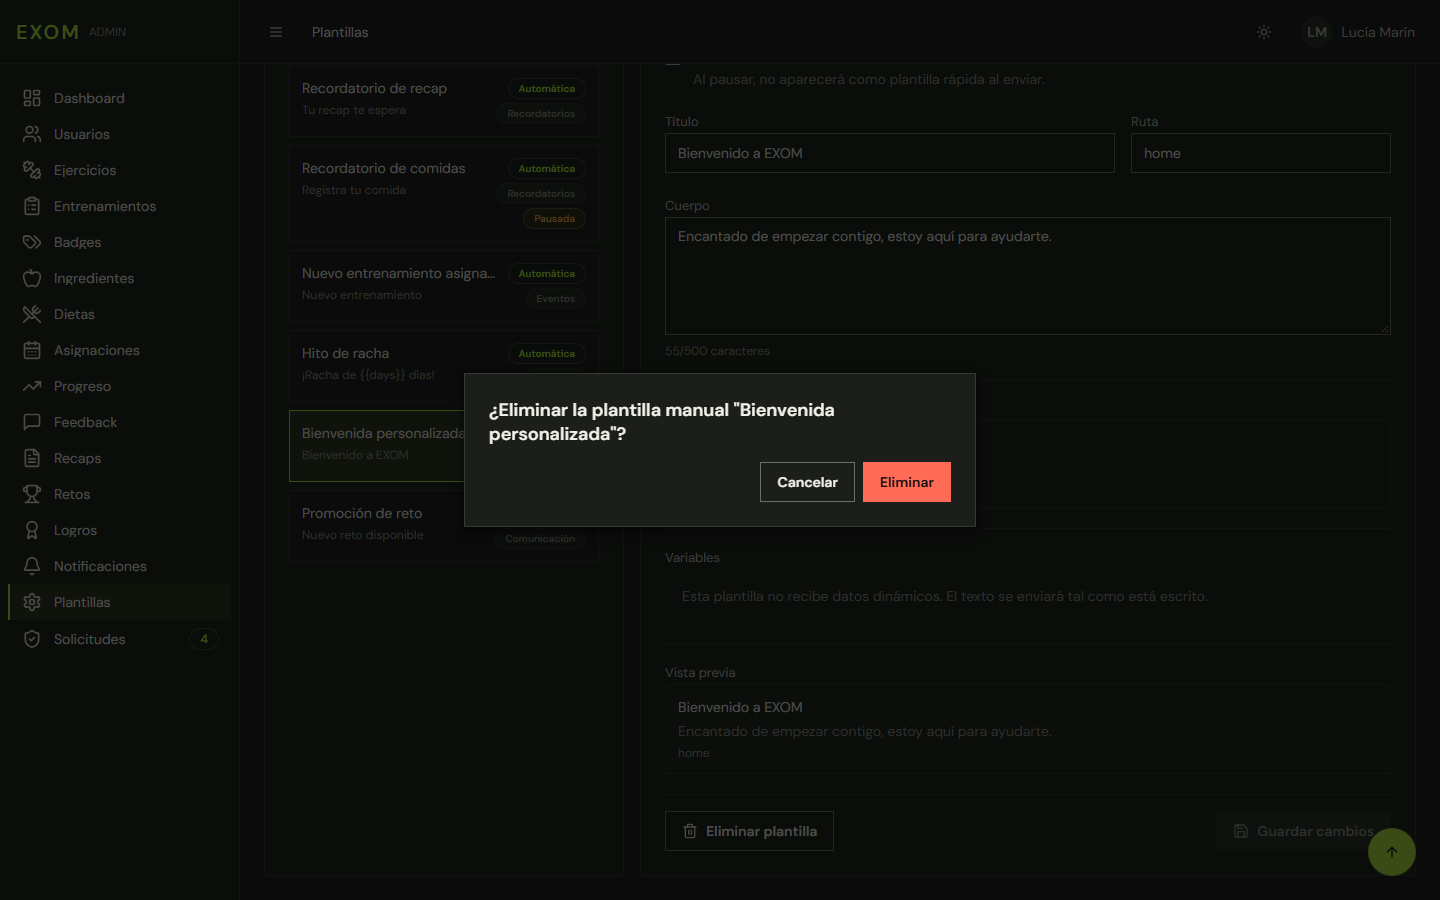 EXOM ADMIN
Plantillas
LM Lucía Marín
Dashboard
Usuarios
Ejercicios
Entrenamientos
Badges
Ingredientes
Dietas
Asignaciones
Progreso
Feedback
Recaps
Retos
Logros
Notificaciones
Plantillas
Solicitudes 4
Recordatorio de recap Automática
Tu recap te espera Recordatorios
Recordatorio de comidas Automática
Registra tu comida Recordatorios
Pausada
Nuevo entrenamiento asigna... Automática
Nuevo entrenamiento Eventos
Hito de racha Automática
¡Racha de {{days}} días!
Bienvenida personalizada
Bienvenido a EXOM
Promoción de reto
Nuevo reto disponible Comunicación
Al pausar, no aparecerá como plantilla rápida al enviar.
Título Ruta
Bienvenido a EXOM home
Cuerpo
Encantado de empezar contigo, estoy aquí para ayudarte.
55/500 caracteres
¿Eliminar la plantilla manual "Bienvenida
personalizada"?
Cancelar Eliminar
Variables
Esta plantilla no recibe datos dinámicos. El texto se enviará tal como está escrito.
Vista previa
Bienvenido a EXOM
Encantado de empezar contigo, estoy aquí para ayudarte.
home
Eliminar plantilla Guardar cambios